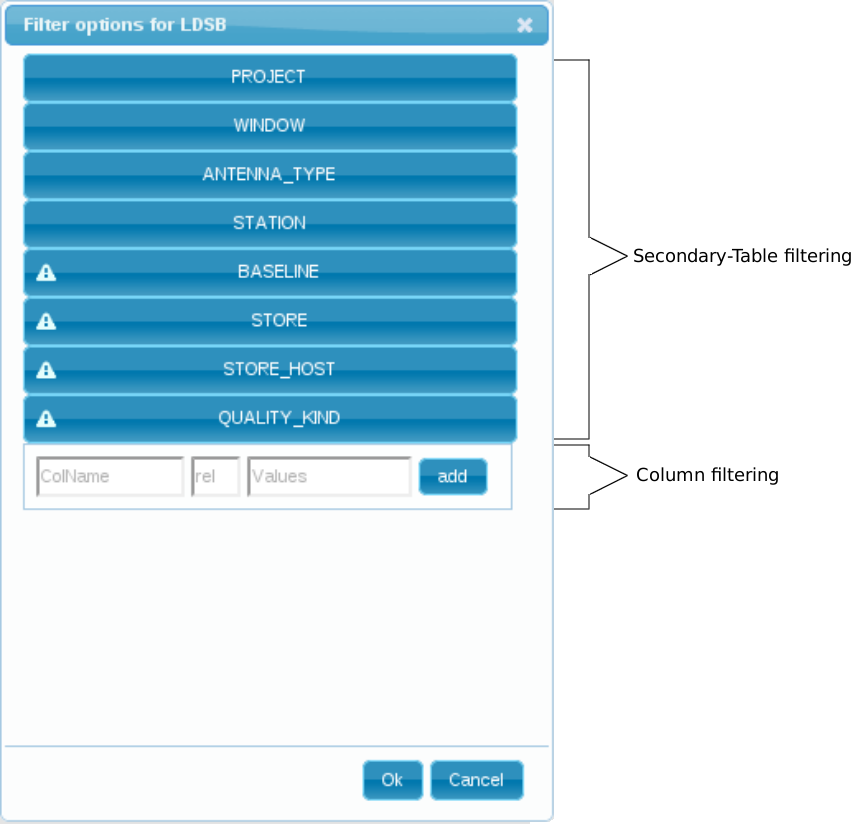 Filter options for LDSB
PROJECT
WINDOW
ANTENNA_TYPE
STATION
BASELINE
STORE
STORE_HOST
QUALITY_KIND
Secondary-Table filtering
ColName rel Values add
Column filtering
Ok Cancel